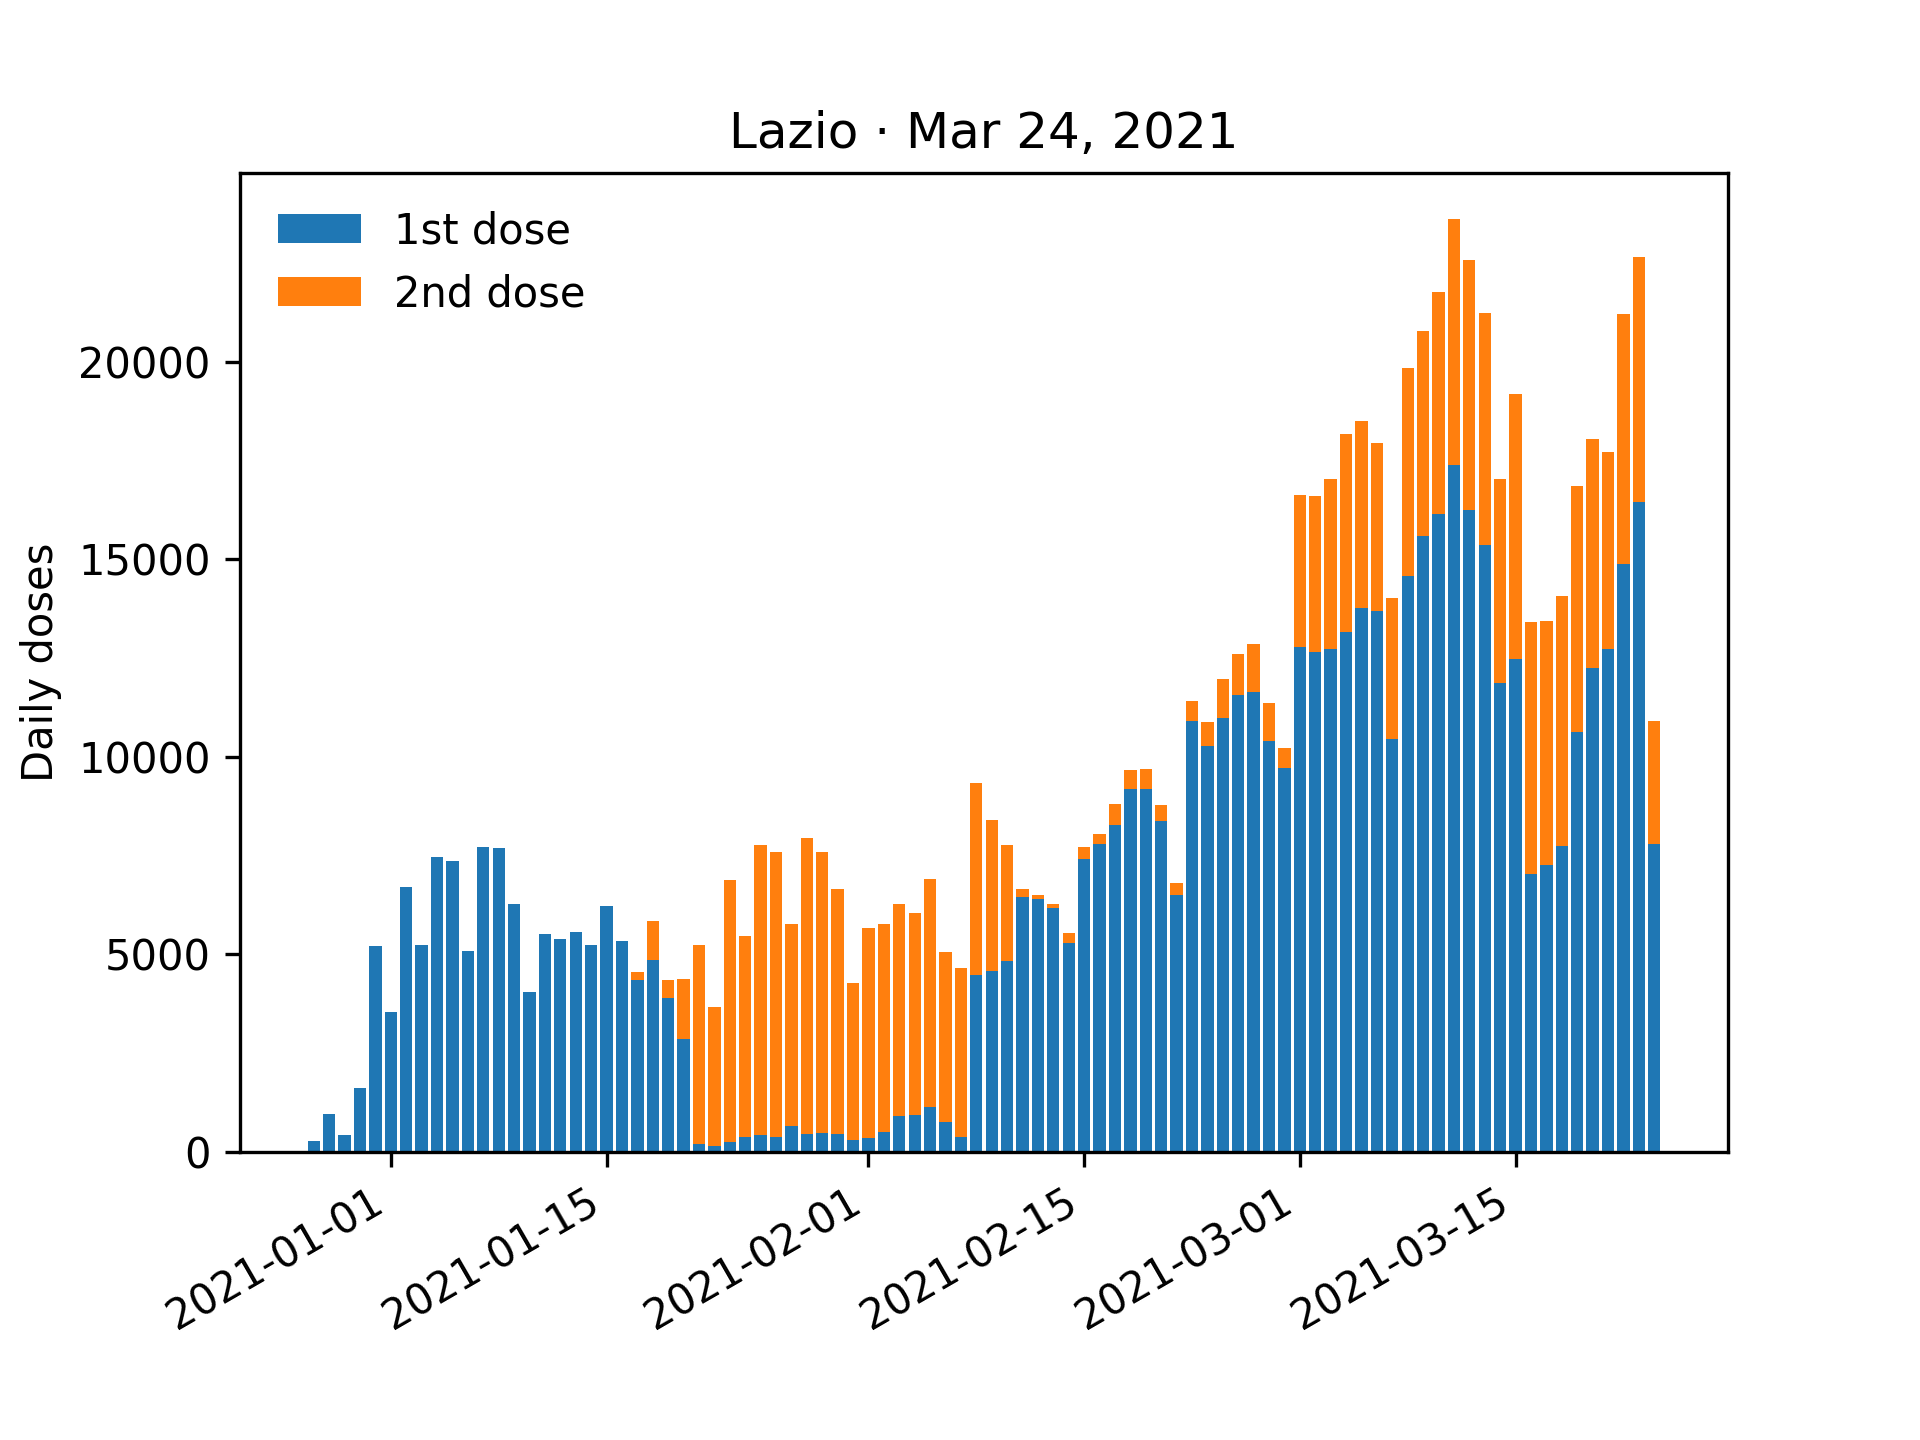 Lazio · Mar 24, 2021
1st dose
2nd dose
Daily doses
20000
15000
10000
5000
0
2021-01-01
2021-01-15
2021-02-01
2021-02-15
2021-03-01
2021-03-15